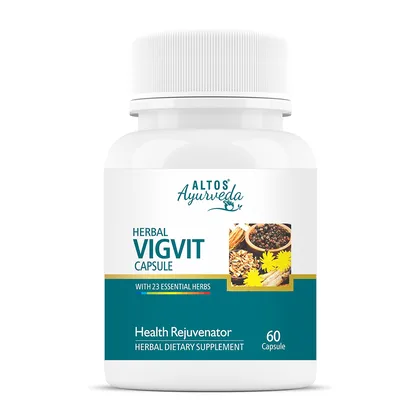 ALTOS®
Ayurveda
HERBAL
VIGVIT
CAPSULE
WITH 23 ESSENTIAL HERBS
Health Rejuvenator
HERBAL DIETARY SUPPLEMENT
60
Capsule